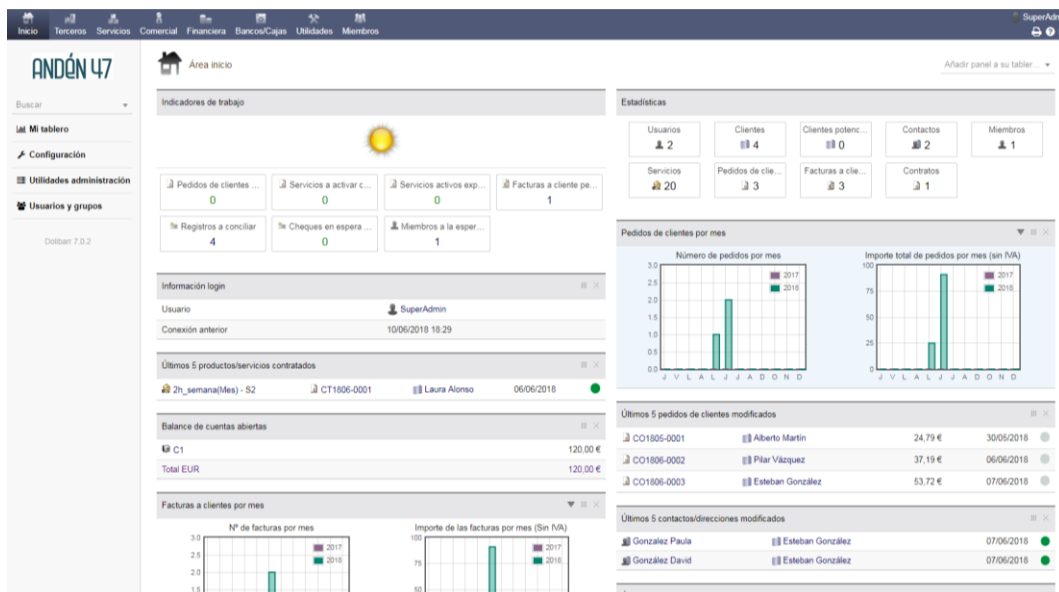 Inicio Terceros Servicios Comercial Financiera Bancos/Cajas Utilidades Miembros
SuperAdm
ANDÉN 47
Buscar
Mi tablero
Configuración
Utilidades administración
Usuarios y grupos
Dolibarr 7.0.2
Área inicio
Añadir panel a su tabler...
Indicadores de trabajo
Pedidos de clientes ...
0
Servicios a activar c...
0
Servicios activos exp...
0
Facturas a cliente pe...
1
Registros a conciliar
4
Cheques en espera ...
0
Miembros a la esper...
1
Información login
Usuario SuperAdmin
Conexión anterior 10/06/2018 18:29
Últimos 5 productos/servicios contratados
2h_semana(Mes) - S2 CT1806-0001 Laura Alonso 06/06/2018
Balance de cuentas abiertas
C1 120,00 €
Total EUR 120,00 €
Facturas a clientes por mes
Nº de facturas por mes
3.0
2.5
2.0
1.5
2017
2018
Importe de las facturas por mes (Sin IVA)
100
75
50
2017
2018
Estadísticas
Usuarios
2
Clientes
4
Clientes potenc...
0
Contactos
2
Miembros
1
Servicios
20
Pedidos de clie...
3
Facturas a clie...
3
Contratos
1
Pedidos de clientes por mes
Número de pedidos por mes
3.0
2.5
2.0
1.5
1.0
0.5
0.0
2017
2018
J V L A L J J A D O N D
Importe total de pedidos por mes (sin IVA)
100
75
50
25
0
2017
2018
J V L A L J J A D O N D
Últimos 5 pedidos de clientes modificados
CO1805-0001 Alberto Martín 24,79 € 30/05/2018
CO1806-0002 Pilar Vázquez 37,19 € 06/06/2018
CO1806-0003 Esteban González 53,72 € 07/06/2018
Últimos 5 contactos/direcciones modificados
Gonzalez Paula Esteban González 07/06/2018
González David Esteban González 07/06/2018